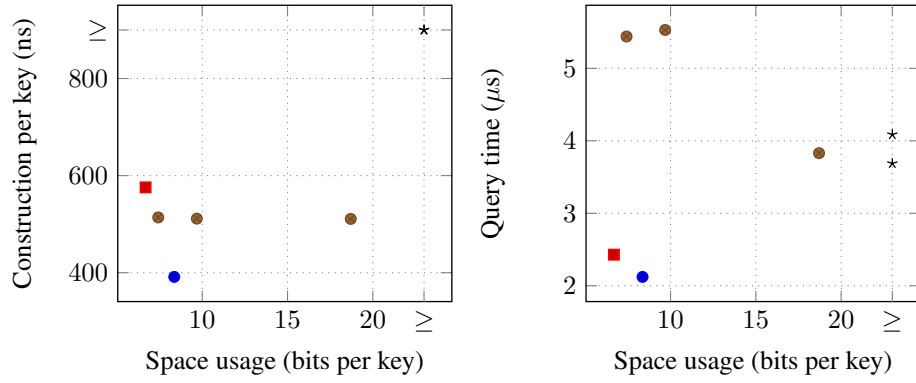 Construction per key (ns)
≥
800
600
400
10 15 20 ≥
Space usage (bits per key)
Query time (μs)
5
4
3
2
10 15 20 ≥
Space usage (bits per key)